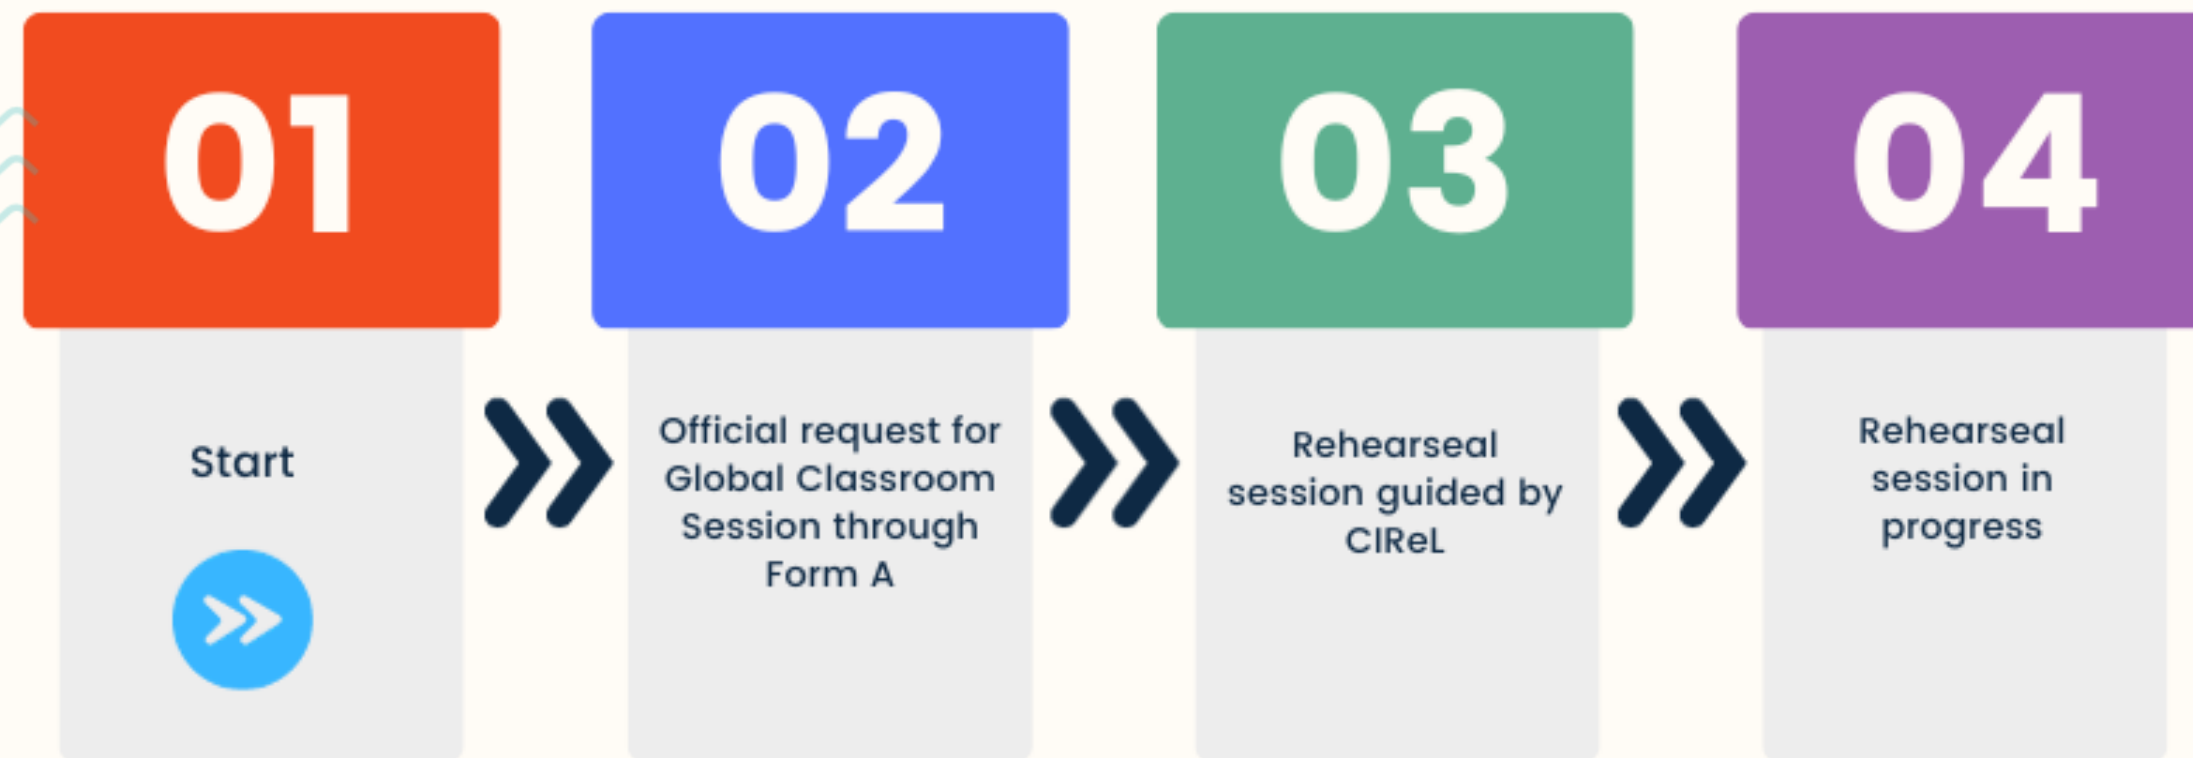 01
Start
02
Official request for
Global Classroom
Session through
Form A
03
Rehearseal
session guided by
CIReL
04
Rehearseal
session in
progress